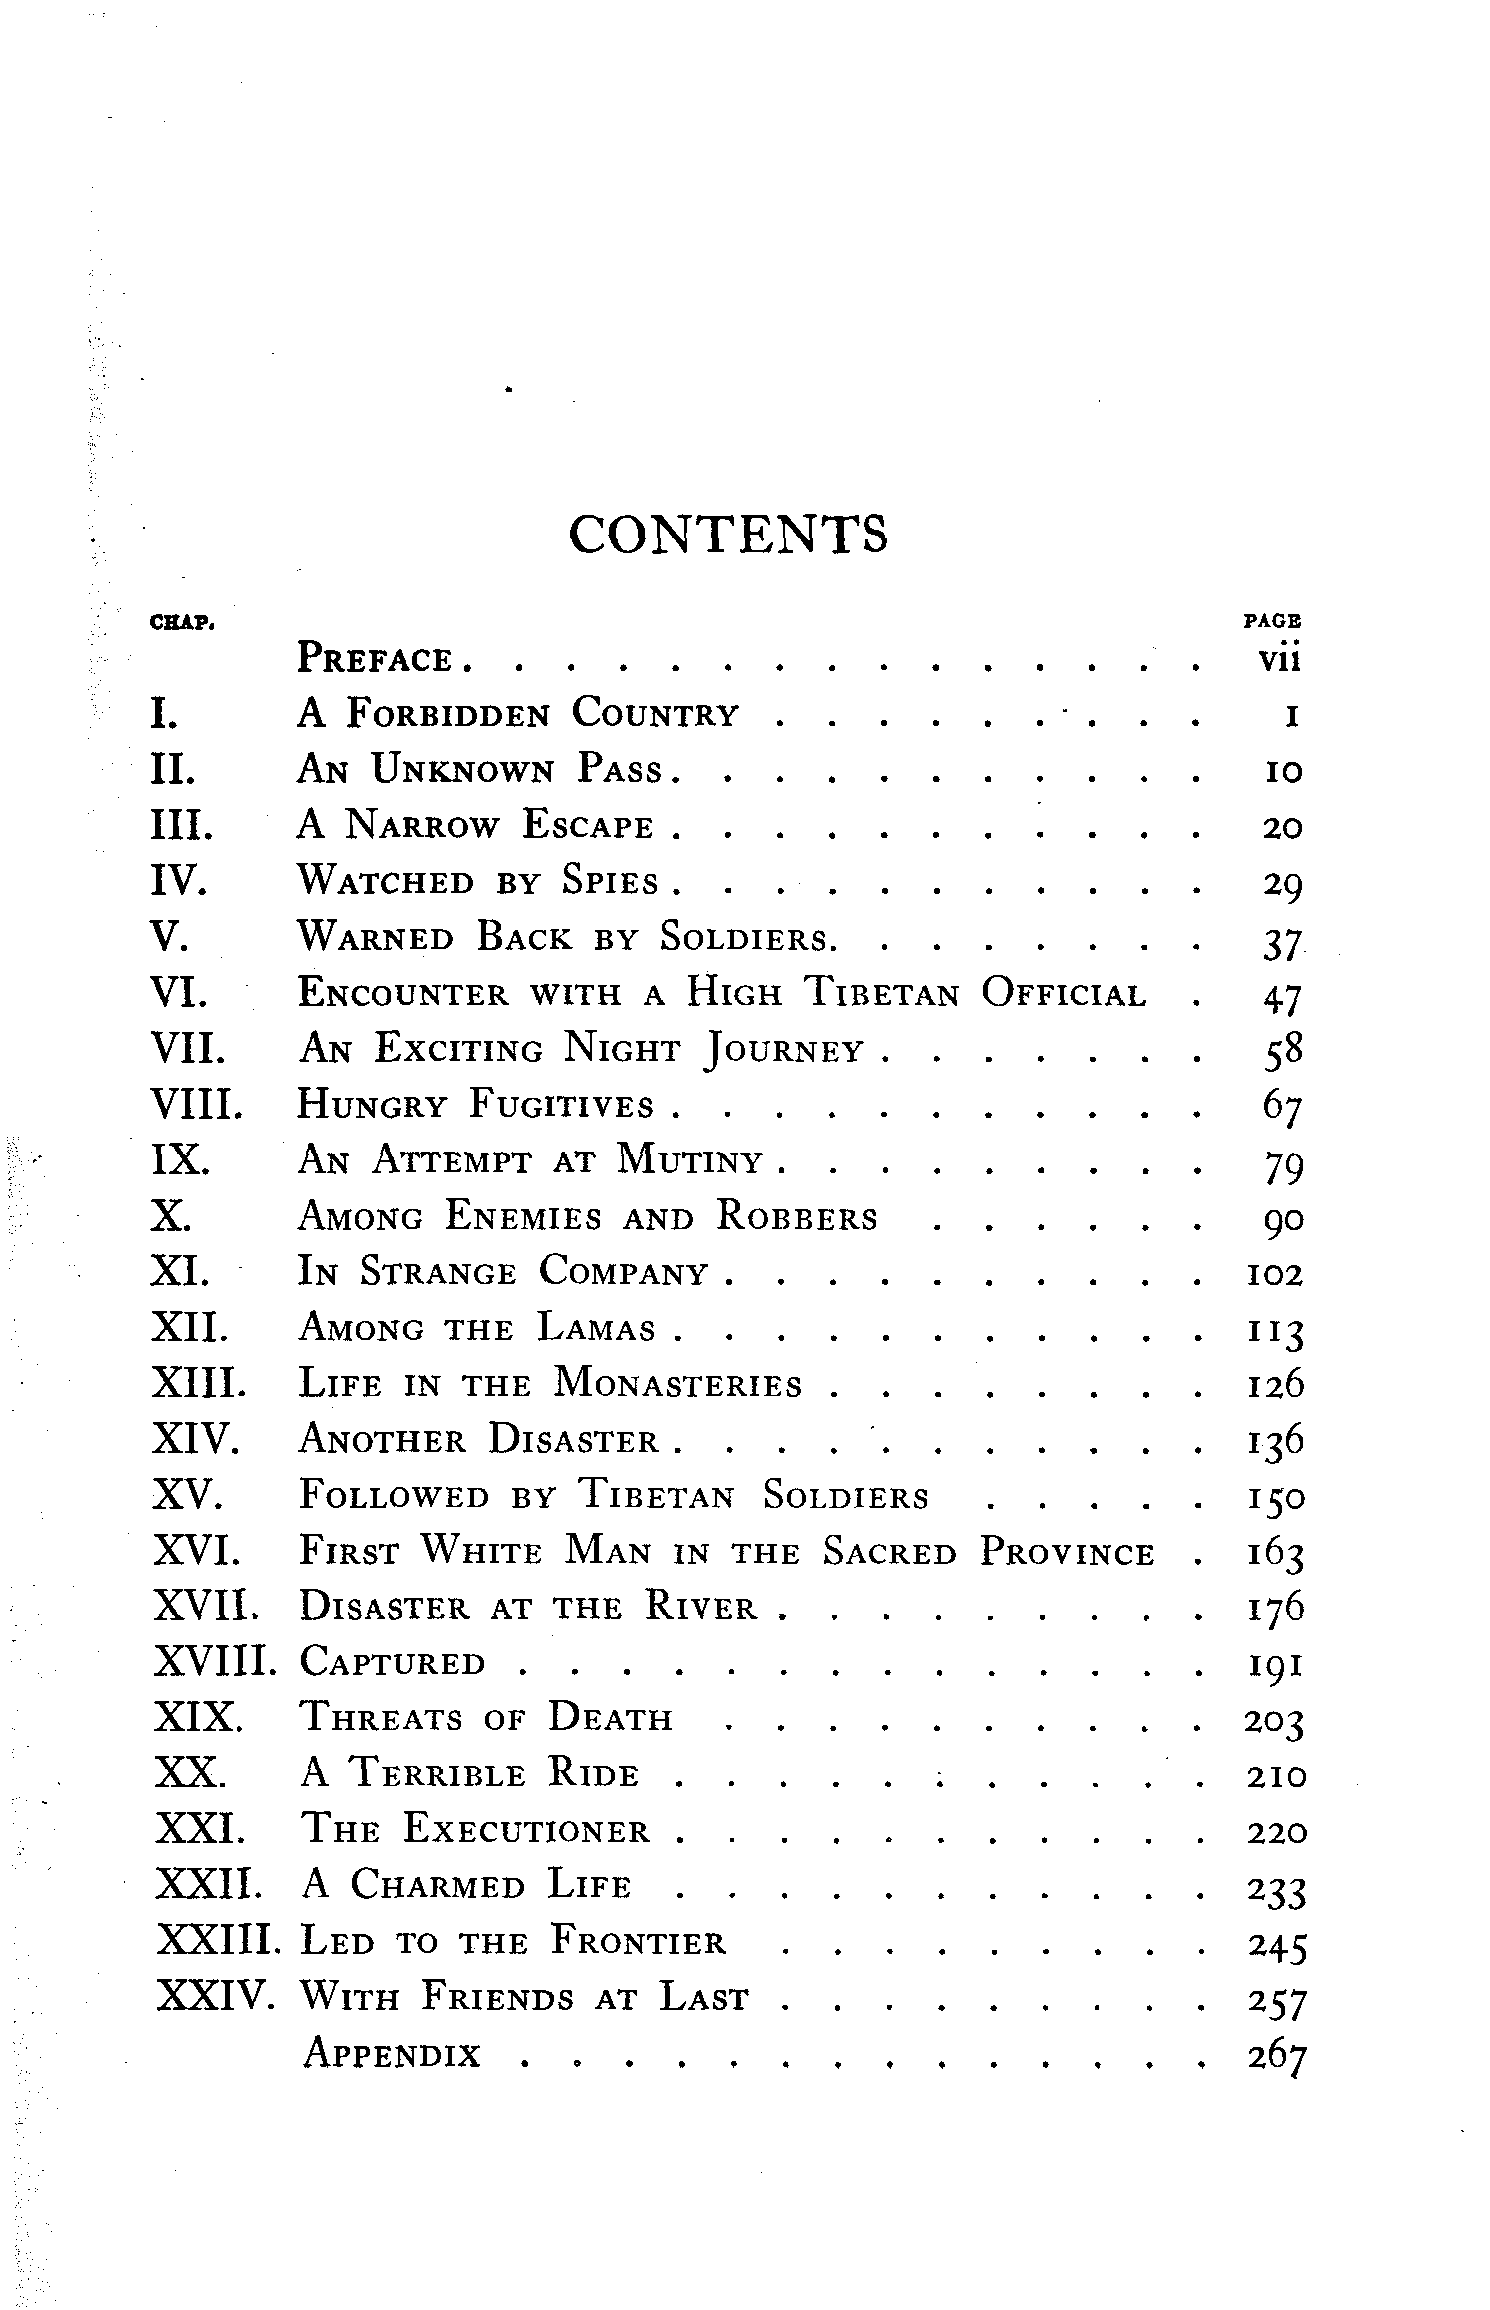 CONTENTS
CHAP. PAGE
PREFACE . . . . . . . . . . . . . . . vii
I. A FORBIDDEN COUNTRY . . . . . . . . . 1
II. AN UNKNOWN PASS . . . . . . . . . . . 10
III. A NARROW ESCAPE . . . . . . . . . . . 20
IV. WATCHED BY SPIES . . . . . . . . . . . 29
V. WARNED BACK BY SOLDIERS . . . . . . . . 37
VI. ENCOUNTER WITH A HIGH TIBETAN OFFICIAL . 47
VII. AN EXCITING NIGHT JOURNEY . . . . . . . 58
VIII. HUNGRY FUGITIVES . . . . . . . . . . . 67
IX. AN ATTEMPT AT MUTINY . . . . . . . . . 79
X. AMONG ENEMIES AND ROBBERS . . . . . . 90
XI. IN STRANGE COMPANY . . . . . . . . . . 102
XII. AMONG THE LAMAS . . . . . . . . . . . 113
XIII. LIFE IN THE MONASTERIES . . . . . . . . 126
XIV. ANOTHER DISASTER . . . . . . . . . . . 136
XV. FOLLOWED BY TIBETAN SOLDIERS . . . . . 150
XVI. FIRST WHITE MAN IN THE SACRED PROVINCE . 163
XVII. DISASTER AT THE RIVER . . . . . . . . . 176
XVIII. CAPTURED . . . . . . . . . . . . . . 191
XIX. THREATS OF DEATH . . . . . . . . . . 203
XX. A TERRIBLE RIDE . . . . . . . . . . . 210
XXI. THE EXECUTIONER . . . . . . . . . . . 220
XXII. A CHARMED LIFE . . . . . . . . . . . 233
XXIII. LED TO THE FRONTIER . . . . . . . . . 245
XXIV. WITH FRIENDS AT LAST . . . . . . . . . 257
APPENDIX . . . . . . . . . . . . . . 267